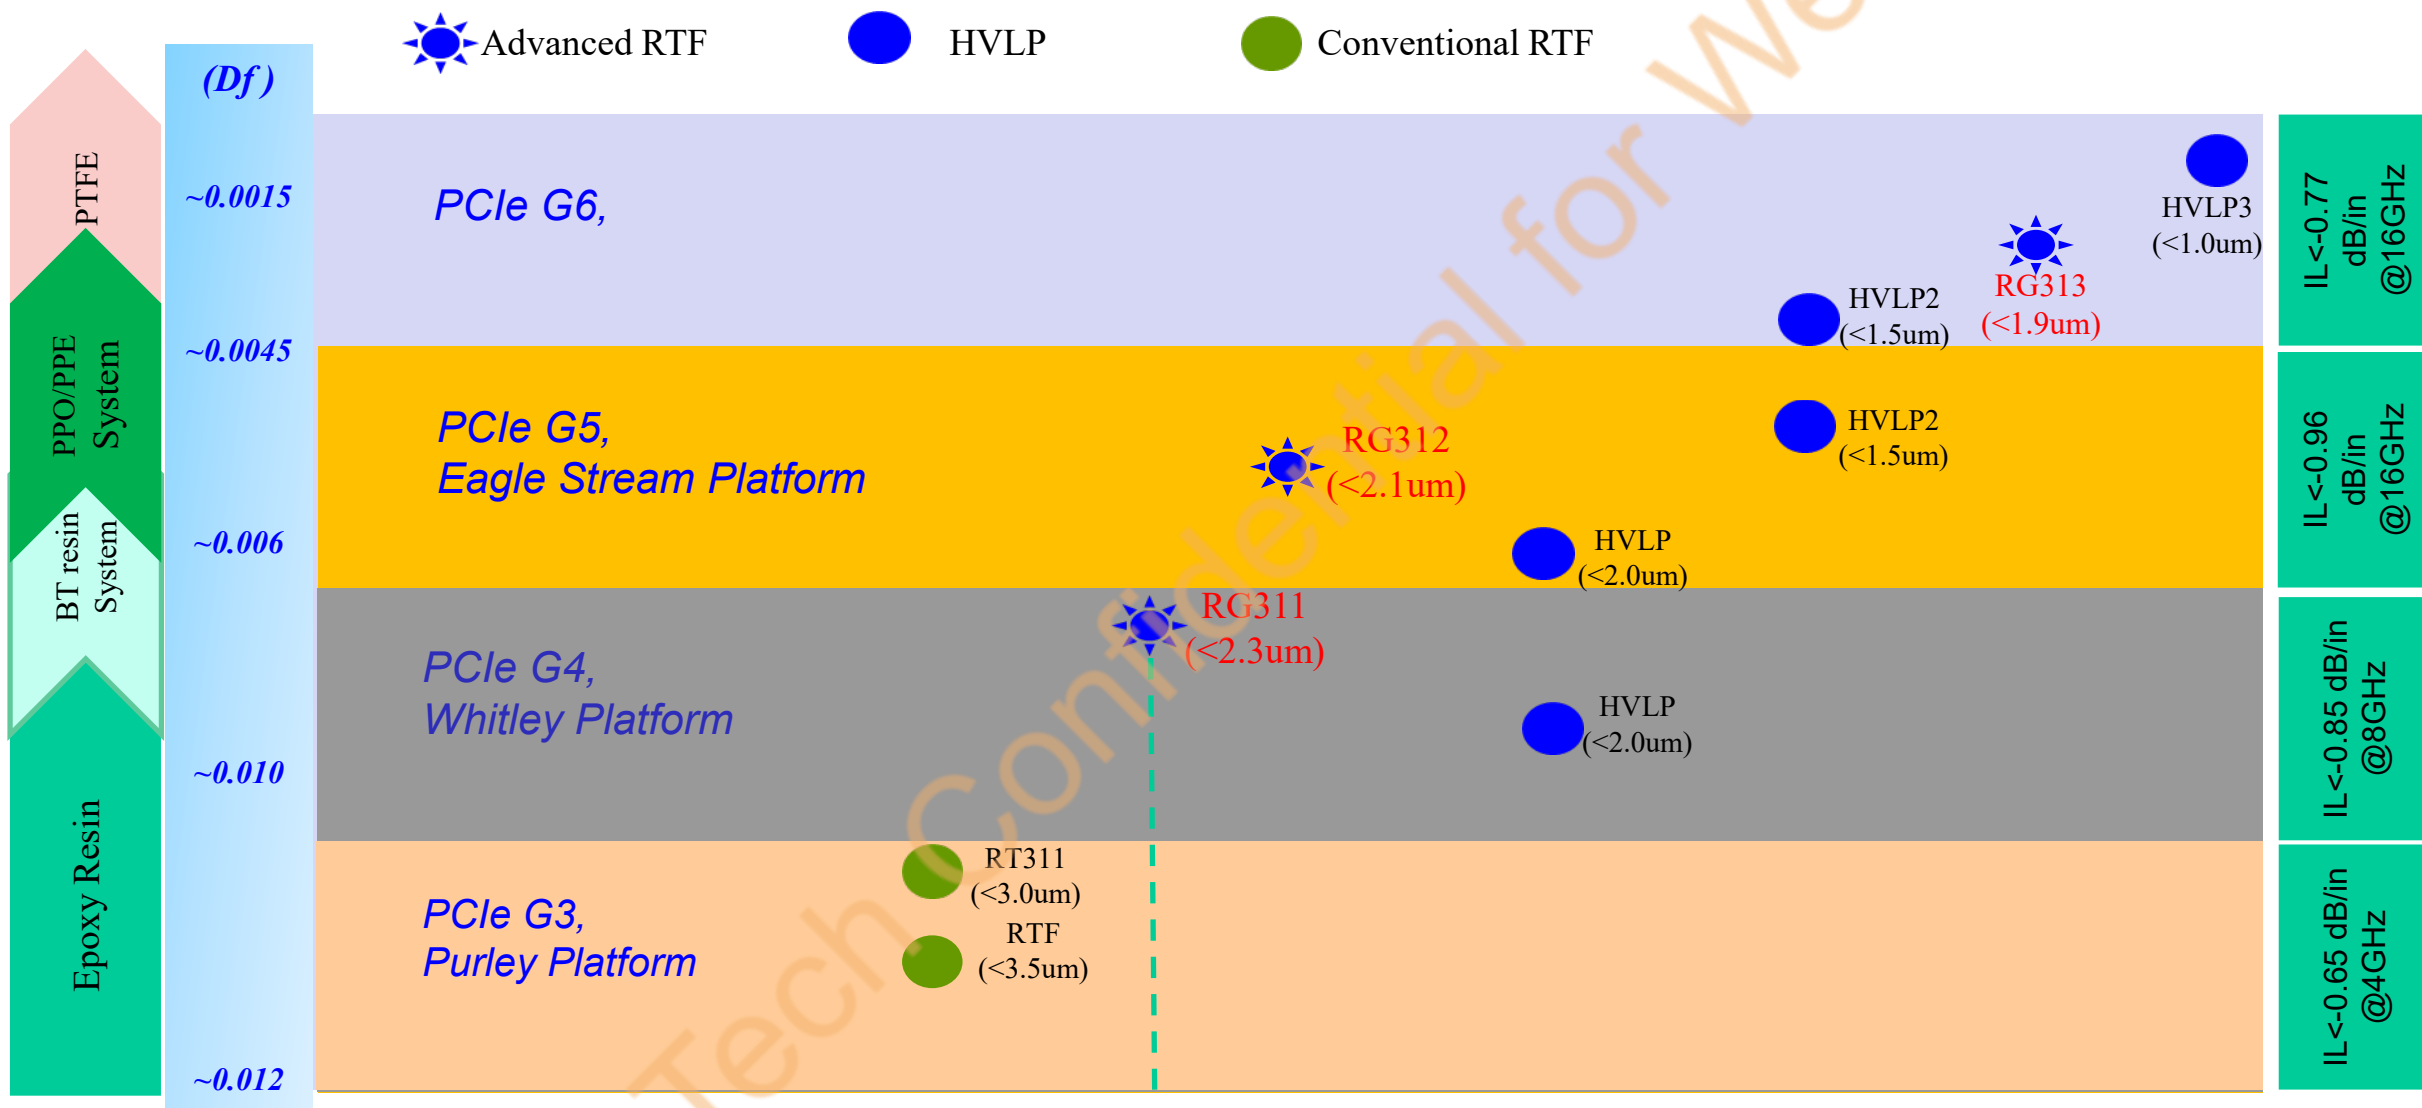 Advanced RTF
HVLP
Conventional RTF
(Df )
~0.0015
~0.0045
~0.006
~0.010
~0.012
PTFE
PPO/PPE
System
BT resin
System
Epoxy Resin
PCIe G6,
HVLP3
(<1.0um)
RG313
(<1.9um)
HVLP2
(<1.5um)
IL<-0.77
dB/in
@16GHz
PCIe G5,
Eagle Stream Platform
RG312
(<2.1um)
HVLP2
(<1.5um)
HVLP
(<2.0um)
IL<-0.96
dB/in
@16GHz
PCIe G4,
Whitley Platform
RG311
(<2.3um)
HVLP
(<2.0um)
IL<-0.85 dB/in
@8GHz
PCIe G3,
Purley Platform
RT311
(<3.0um)
RTF
(<3.5um)
IL<-0.65 dB/in
@4GHz
Tech Confidential for We